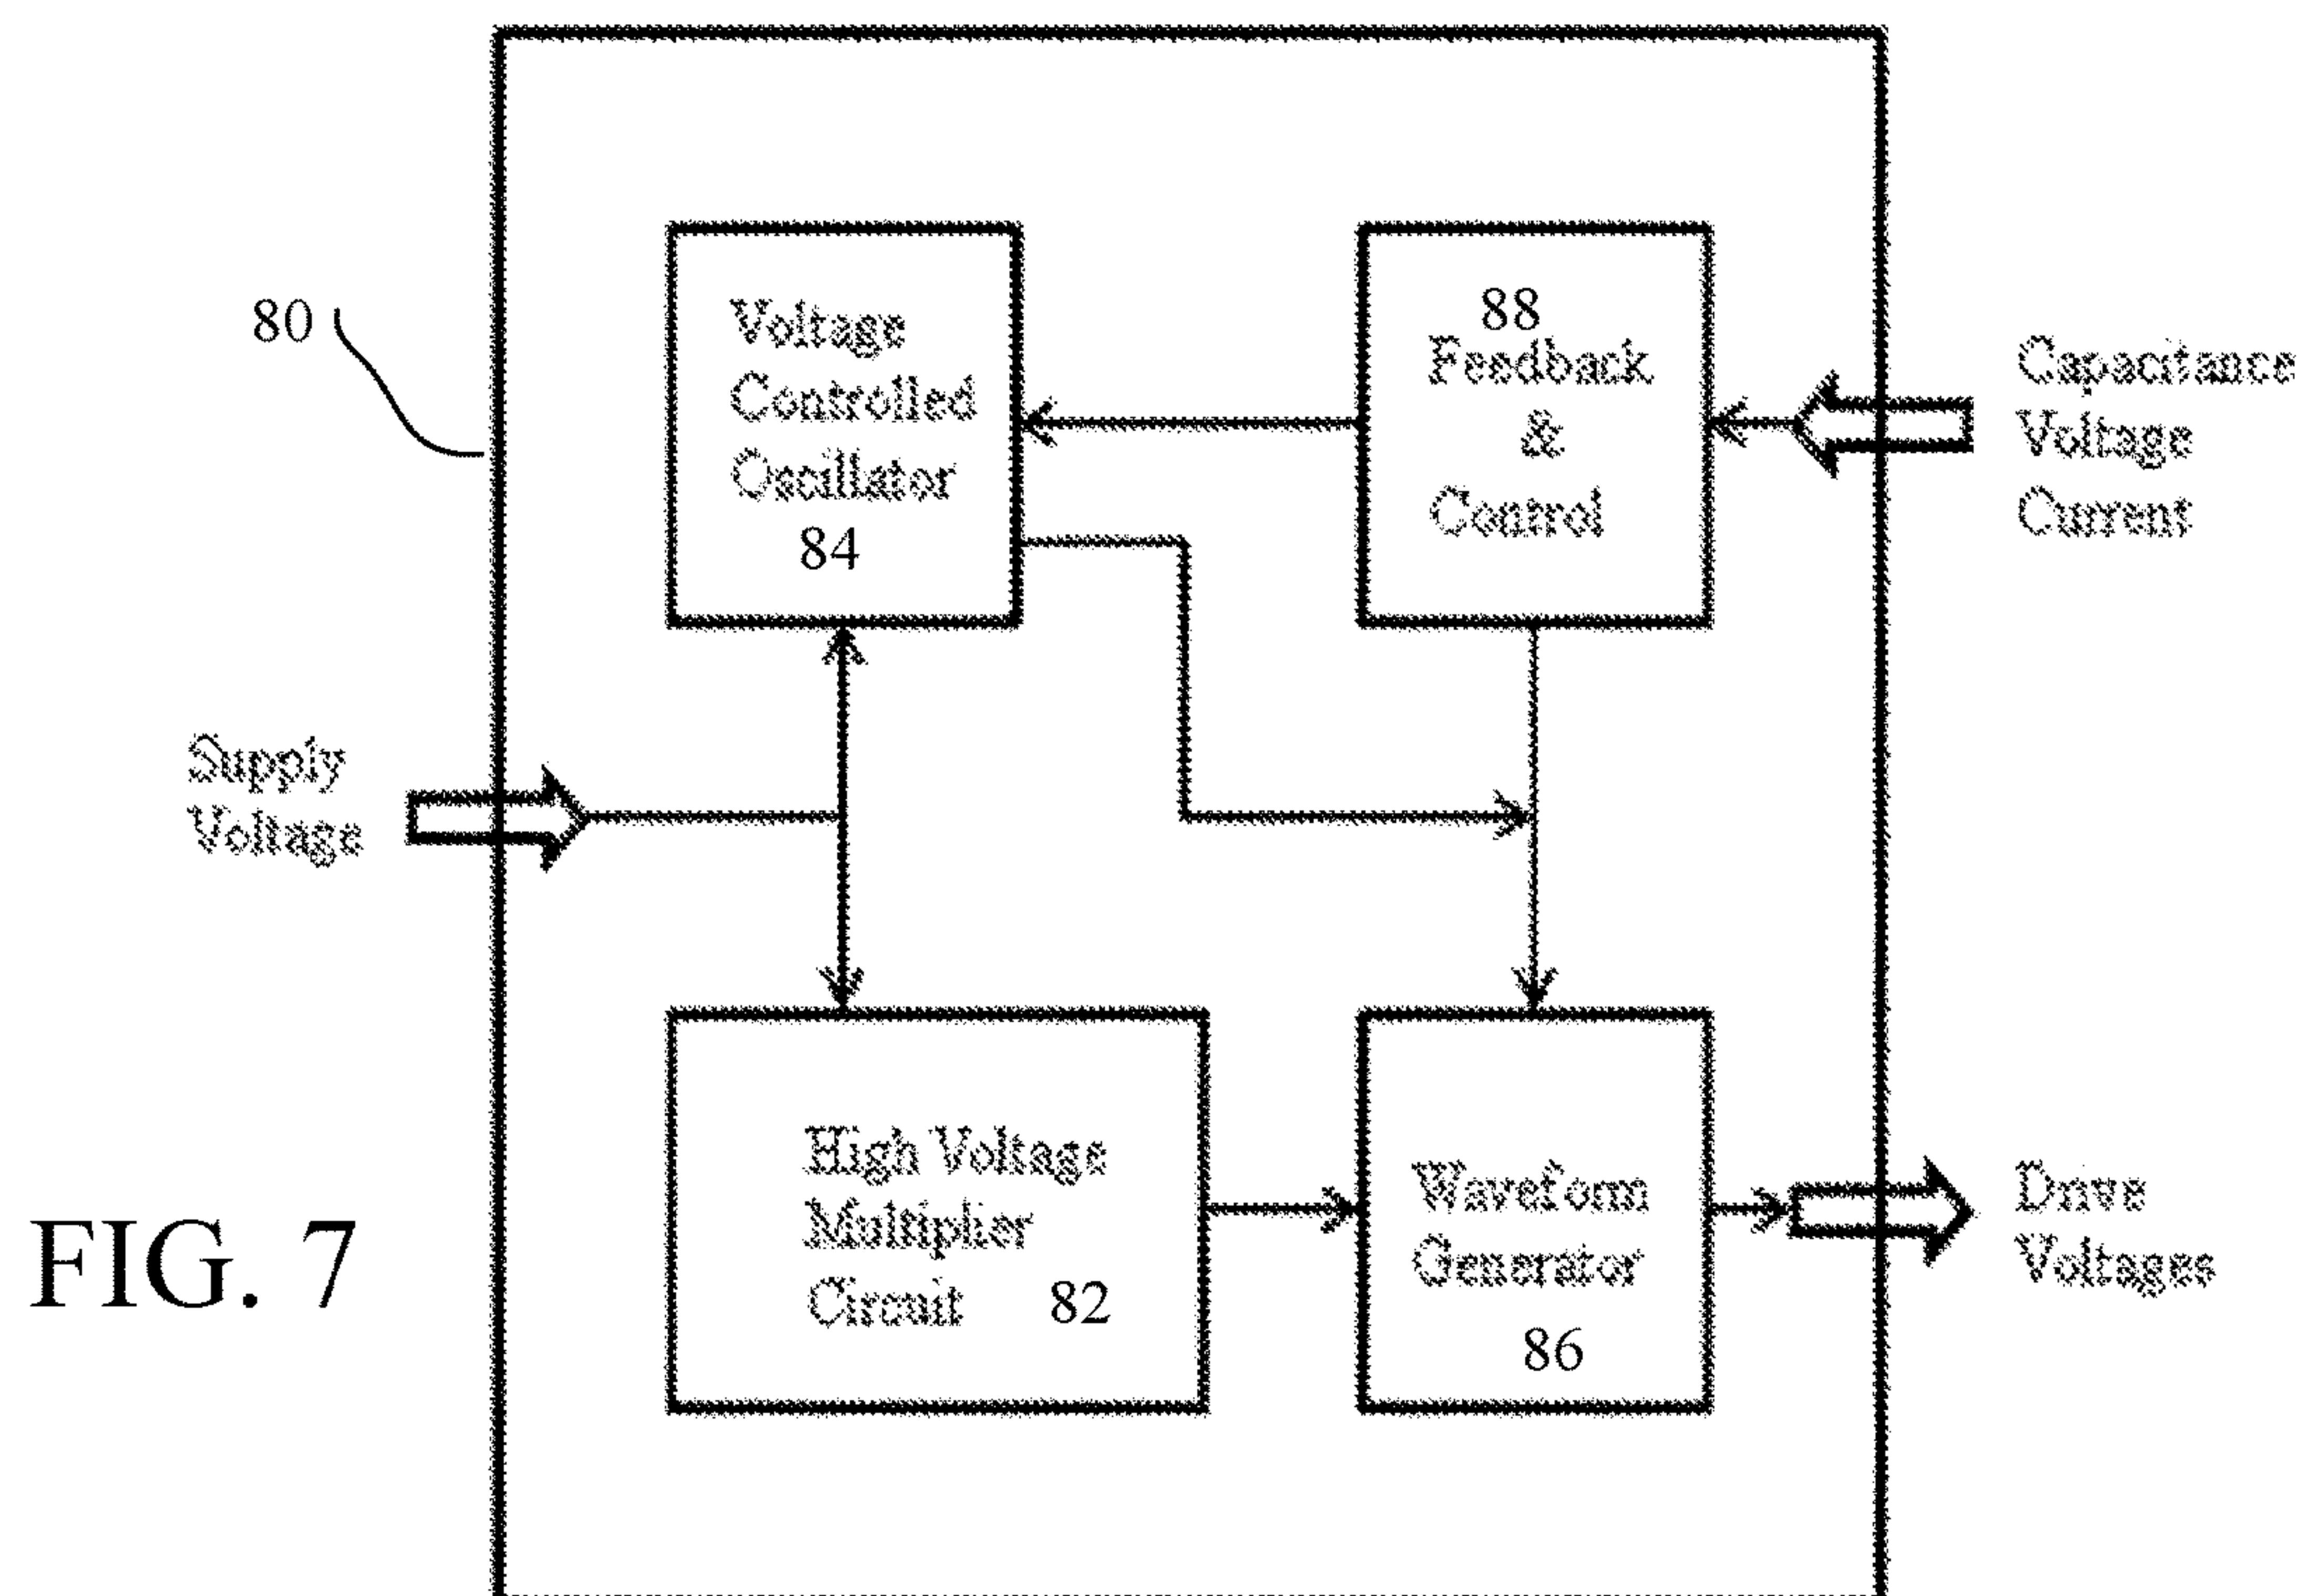 80
Voltage
Controlled
Oscillator
84
88
Feedback
&
Control
Capacitance
Voltage
Current
Supply
Voltage
High Voltage
Multiplier
Circuit 82
Waveform
Generator
86
Drive
Voltages
FIG. 7